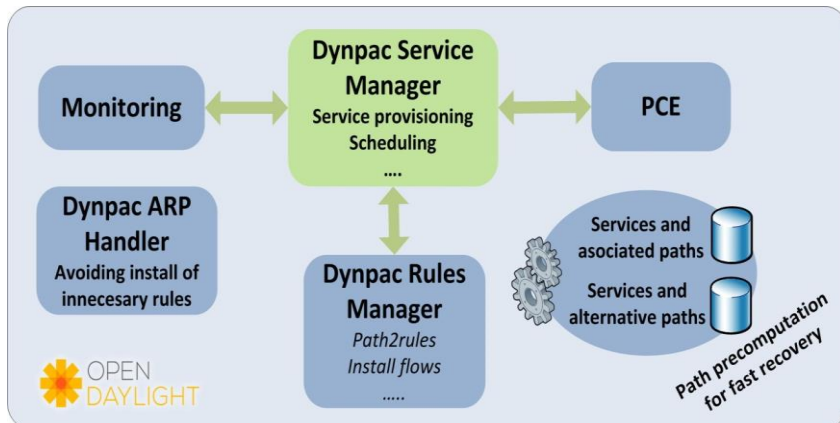 Monitoring
Dynpac Service
Manager
Service provisioning
Scheduling
....
PCE
Dynpac ARP
Handler
Avoiding install of
innecesary rules
Dynpac Rules
Manager
Path2rules
Install flows
.....
Services and
asociated paths
Services and
alternative paths
Path precomputation
for fast recovery
OPEN
DAYLIGHT